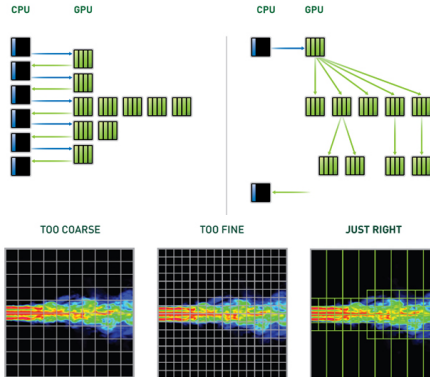 CPU GPU
CPU GPU
TOO COARSE
TOO FINE
JUST RIGHT